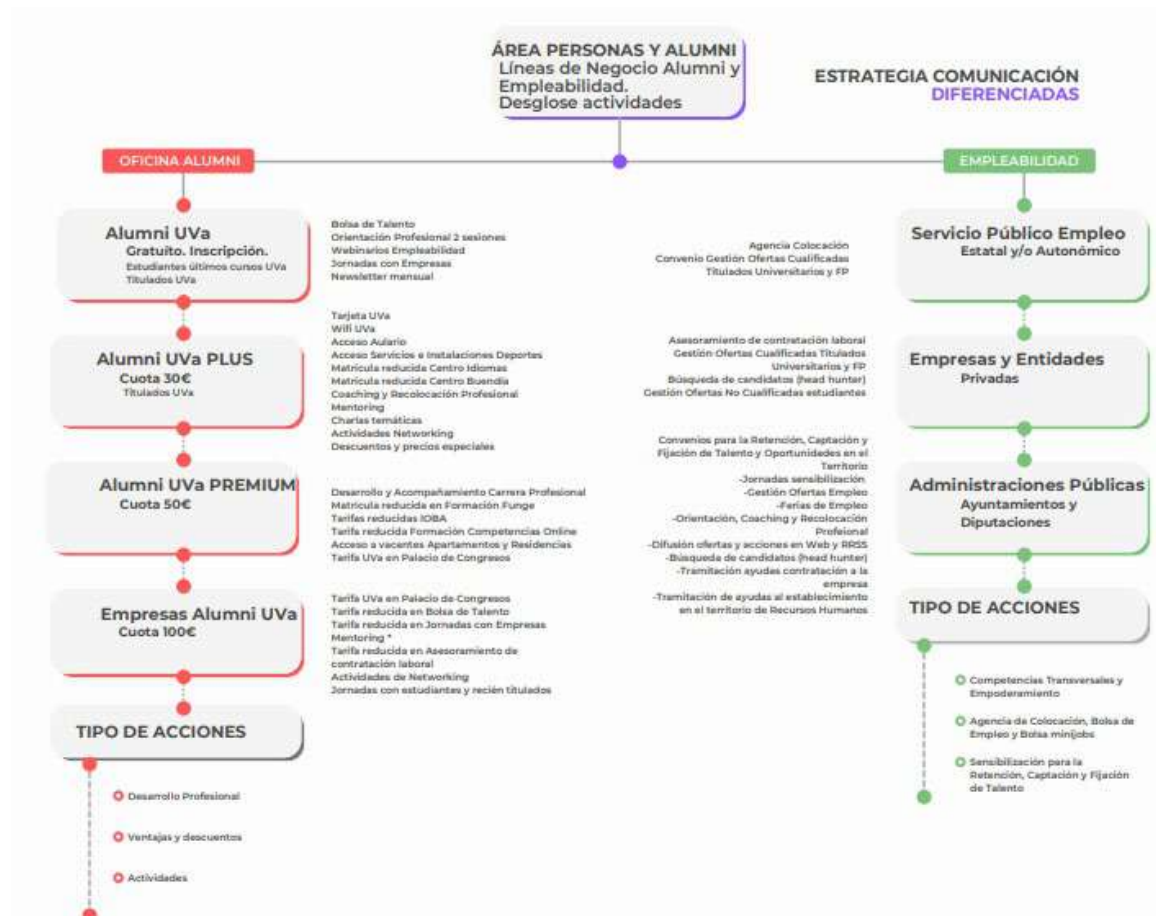 ÁREA PERSONAS Y ALUMNI
Líneas de Negocio Alumni y
Empleabilidad.
Desglose actividades
ESTRATEGIA COMUNICACIÓN
DIFERENCIADAS
OFICINA ALUMNI
Alumni UVa
Gratuito. Inscripción.
Estudiantes últimos cursos UVa
Titulados UVa
Bolsa de Talento
Orientación Profesional 2 sesiones
Webinarios Empleabilidad
Jornadas con Empresas
Newsletter mensual
Alumni UVa PLUS
Cuota 30€
Titulados UVa
Tarjeta UVa
Wifi UVa
Acceso Aulario
Acceso Servicios e Instalaciones Deportes
Matrícula reducida Centro Idiomas
Matrícula reducida Centro Buendía
Coaching y Recolocación Profesional
Mentoring
Charlas temáticas
Actividades Networking
Descuentos y precios especiales
Alumni UVa PREMIUM
Cuota 50€
Desarrollo y Acompañamiento Carrera Profesional
Matrícula reducida en Formación Funge
Tarifas reducidas IOBA
Tarifa reducida Formación Competencias Online
Acceso a vacentes Apartamentos y Residencias
Tarifa UVa en Palacio de Congresos
Empresas Alumni UVa
Cuota 100€
Tarifa UVa en Palacio de Congresos
Tarifa reducida en Bolsa de Talento
Tarifa reducida en Jornadas con Empresas
Mentoring *
Tarifa reducida en Asesoramiento de
contratación laboral
Actividades de Networking
Jornadas con estudiantes y recién titulados
TIPO DE ACCIONES
Desarrollo Profesional
Ventajas y descuentos
Actividades
EMPLEABILIDAD
Servicio Público Empleo
Estatal y/o Autonómico
Agencia Colocación
Convenio Gestión Ofertas Cualificadas
Titulados Universitarios y FP
Empresas y Entidades
Privadas
Asesoramiento de contratación laboral
Gestión Ofertas Cualificadas Titulados
Universitarios y FP
Búsqueda de candidatos (head hunter)
Gestión Ofertas No Cualificadas estudiantes
Administraciones Públicas
Ayuntamientos y
Diputaciones
Convenios para la Retención, Captación y
Fijación de Talento y Oportunidades en el
Territorio
-Jornadas sensibilización
-Gestión Ofertas Empleo
-Ferias de Empleo
-Orientación, Coaching y Recolocación
Profeional
-Difusión ofertas y acciones en Web y RRSS
-Búsqueda de candidatos (head hunter)
-Tramitación ayudas contratación a la
empresa
-Tramitación de ayudas al establecimiento
en el territorio de Recursos Humanos
TIPO DE ACCIONES
Competencias Transversales y
Empoderamiento
Agencia de Colocación, Bolsa de
Empleo y Bolsa minijobs
Sensibilización para la
Retención, Captación y Fijación
de Talento